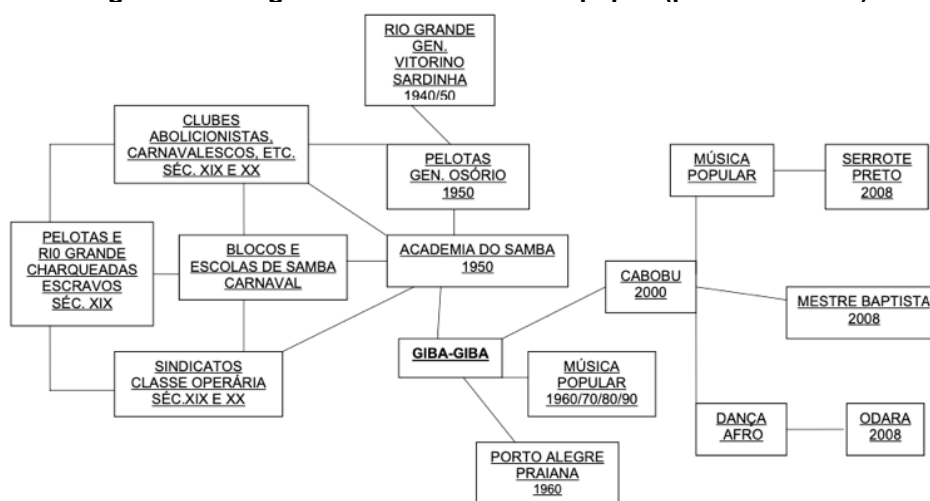 RIO GRANDE
GEN.
VITORINO
SARDINHA
1940/50
CLUBES
ABOLICIONISTAS,
CARNAVALESCOS, ETC.
SÉC. XIX E XX
PELOTAS
GEN. OSÓRIO
1950
MÚSICA
POPULAR
SERROTE
PRETO
2008
PELOTAS E
RI0 GRANDE
CHARQUEADAS
ESCRAVOS
SÉC. XIX
BLOCOS E
ESCOLAS DE SAMBA
CARNAVAL
ACADEMIA DO SAMBA
1950
CABOBU
2000
MESTRE BAPTISTA
2008
GIBA-GIBA
SINDICATOS
CLASSE OPERÁRIA
SÉC.XIX E XX
MÚSICA
POPULAR
1960/70/80/90
DANÇA
AFRO
ODARA
2008
PORTO ALEGRE
PRAIANA
1960